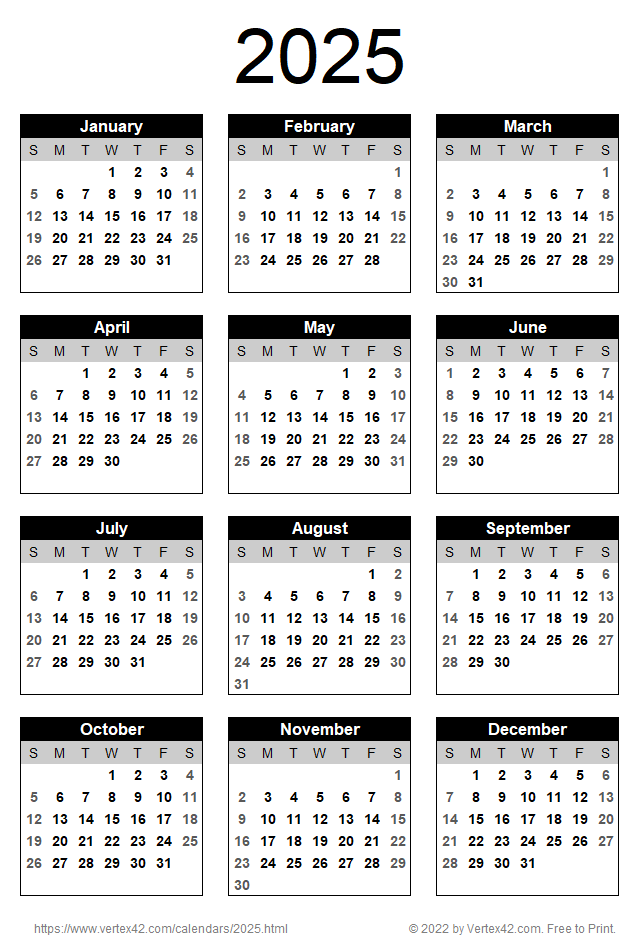 2025
January February March
S M T W T F S S M T W T F S S M T W T F S
1 2 3 4 1 1
5 6 7 8 9 10 11 2 3 4 5 6 7 8 2 3 4 5 6 7 8
12 13 14 15 16 17 18 9 10 11 12 13 14 15 9 10 11 12 13 14 15
19 20 21 22 23 24 25 16 17 18 19 20 21 22 16 17 18 19 20 21 22
26 27 28 29 30 31 23 24 25 26 27 28 23 24 25 26 27 28 29
30 31
April May June
S M T W T F S S M T W T F S S M T W T F S
1 2 3 4 5 1 2 3 1 2 3 4 5 6 7
6 7 8 9 10 11 12 4 5 6 7 8 9 10 8 9 10 11 12 13 14
13 14 15 16 17 18 19 11 12 13 14 15 16 17 15 16 17 18 19 20 21
20 21 22 23 24 25 26 18 19 20 21 22 23 24 22 23 24 25 26 27 28
27 28 29 30 25 26 27 28 29 30 31 29 30
July August September
S M T W T F S S M T W T F S S M T W T F S
1 2 3 4 5 1 2 1 2 3 4 5 6
6 7 8 9 10 11 12 3 4 5 6 7 8 9 7 8 9 10 11 12 13
13 14 15 16 17 18 19 10 11 12 13 14 15 16 14 15 16 17 18 19 20
20 21 22 23 24 25 26 17 18 19 20 21 22 23 21 22 23 24 25 26 27
27 28 29 30 31 24 25 26 27 28 29 30 28 29 30
31
October November December
S M T W T F S S M T W T F S S M T W T F S
1 2 3 4 1 1 2 3 4 5 6
5 6 7 8 9 10 11 2 3 4 5 6 7 8 7 8 9 10 11 12 13
12 13 14 15 16 17 18 9 10 11 12 13 14 15 14 15 16 17 18 19 20
19 20 21 22 23 24 25 16 17 18 19 20 21 22 21 22 23 24 25 26 27
26 27 28 29 30 31 23 24 25 26 27 28 29 28 29 30 31
30
https://www.vertex42.com/calendars/2025.html © 2022 by Vertex42.com. Free to Print.